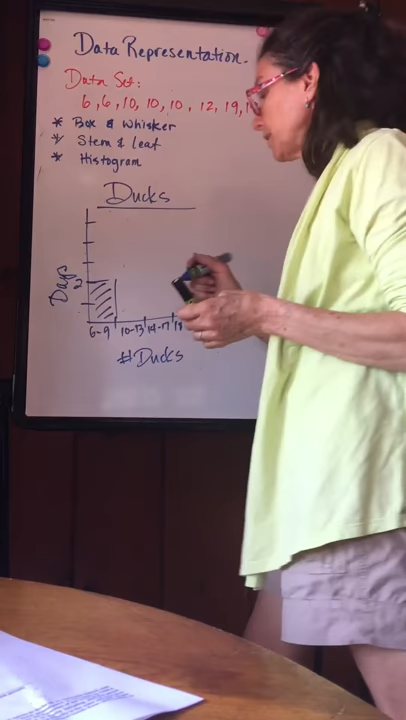 Data Representation.
Data Set:
6, 6, 10, 10, 10, 12, 19,
* Box & Whisker
* Stem & Leaf
* Histogram
Ducks
Days
2
6-9 10-13 14-17 18
#Ducks